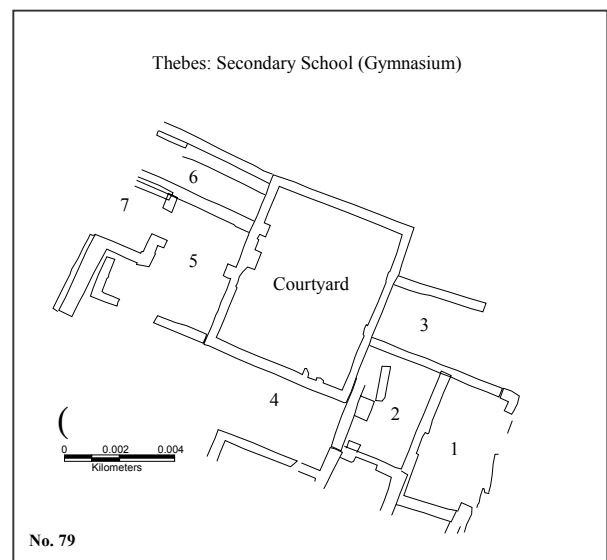 Thebes: Secondary School (Gymnasium)
6
7
5
Courtyard
3
4
2
1
(
0 0.002 0.004
Kilometers
No. 79